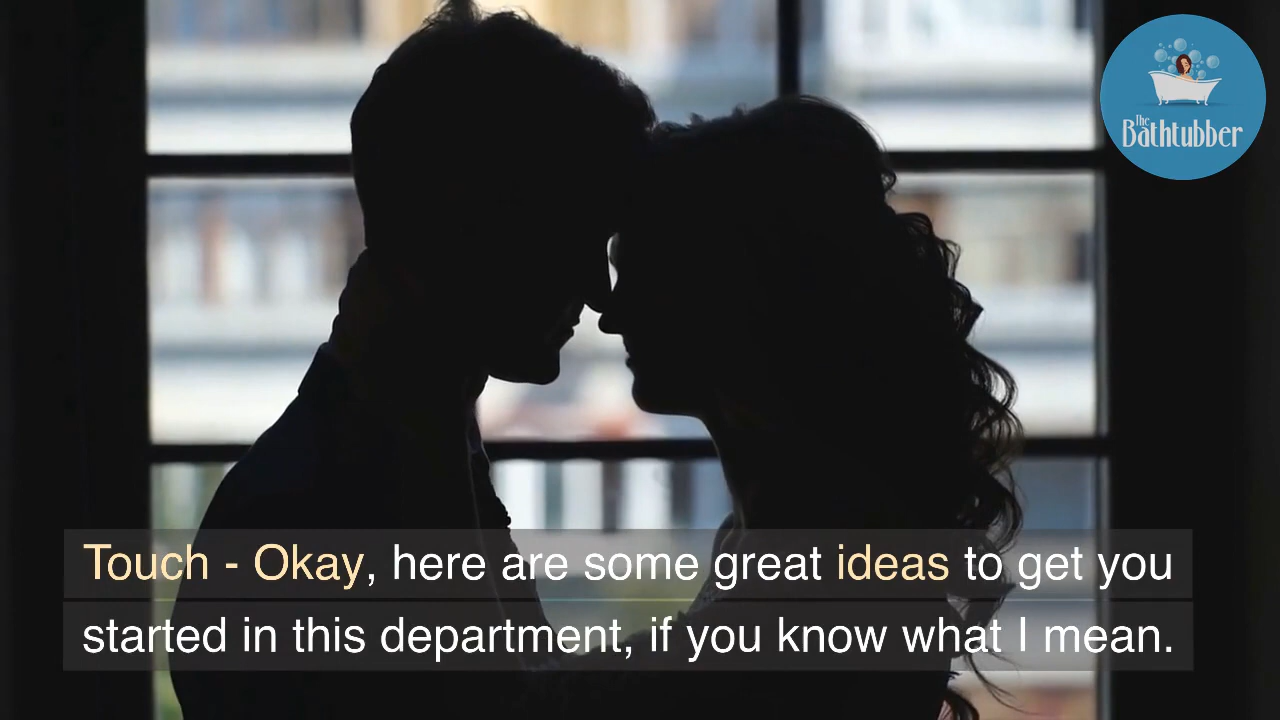 The
Bathtubber
Touch - Okay, here are some great ideas to get you
started in this department, if you know what I mean.